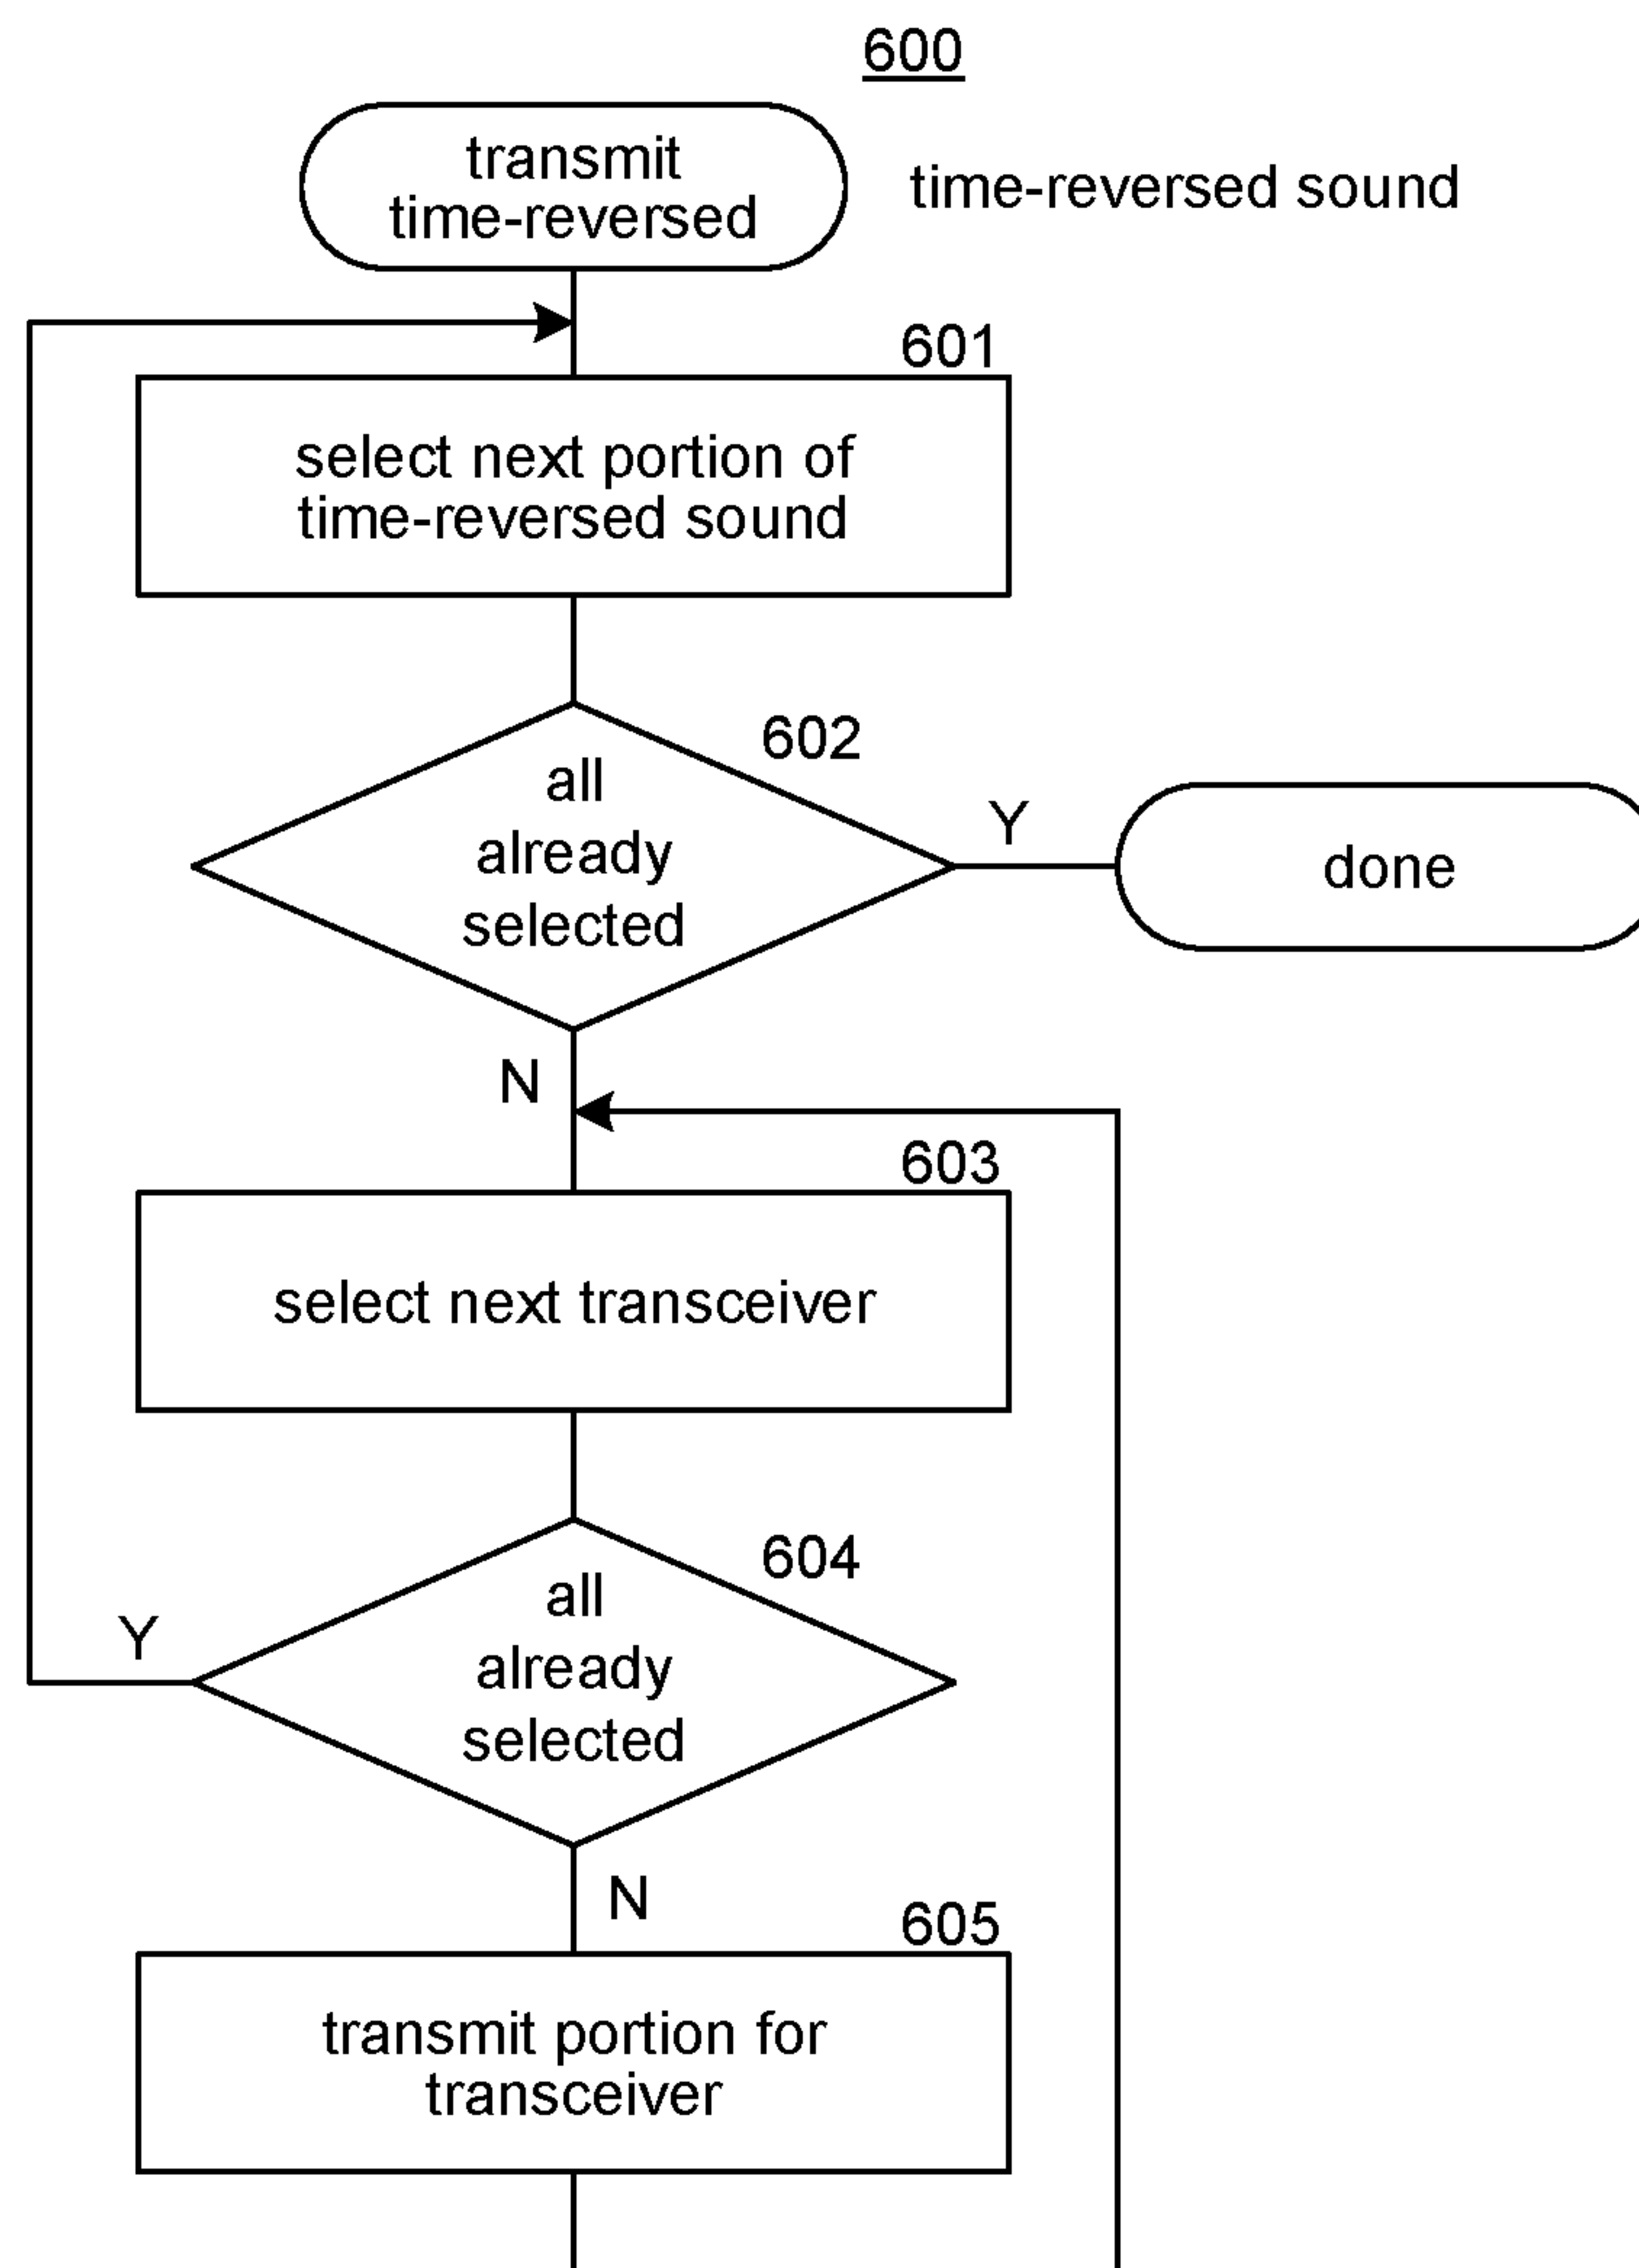 600
transmit
time-reversed
time-reversed sound
601
select next portion of
time-reversed sound
602
all
already
selected
Y
done
N
603
select next transceiver
604
all
already
selected
Y
N
605
transmit portion for
transceiver